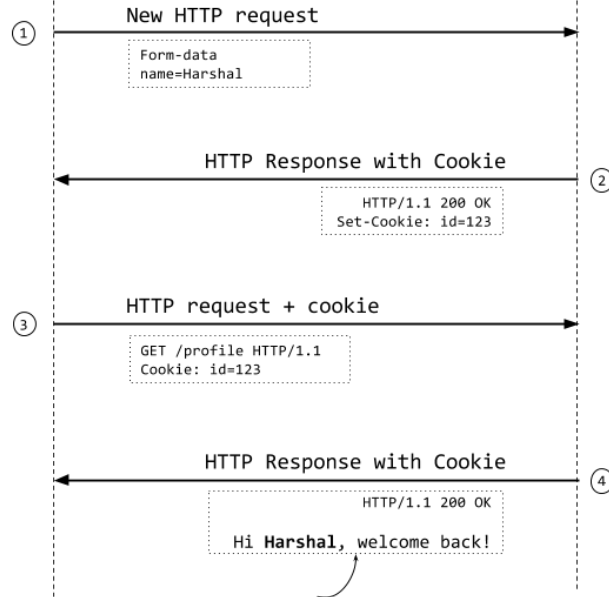 New HTTP request
1
Form-data
name=Harshal
HTTP Response with Cookie
2
HTTP/1.1 200 OK
Set-Cookie: id=123
HTTP request + cookie
3
GET /profile HTTP/1.1
Cookie: id=123
HTTP Response with Cookie
4
HTTP/1.1 200 OK
Hi Harshal, welcome back!